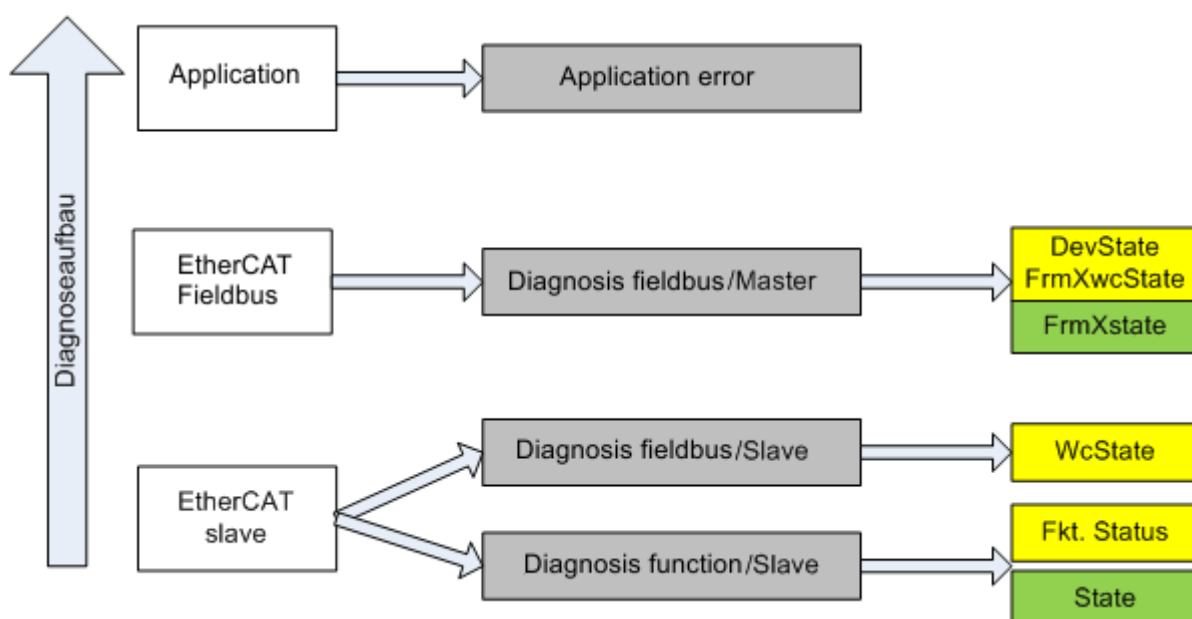 Application
Application error
Diagnoseaufbau
EtherCAT
Fieldbus
Diagnosis fieldbus/Master
DevState
FrmXwcState
FrmXstate
EtherCAT
slave
Diagnosis fieldbus/Slave
WcState
Diagnosis function/Slave
Fkt. Status
State